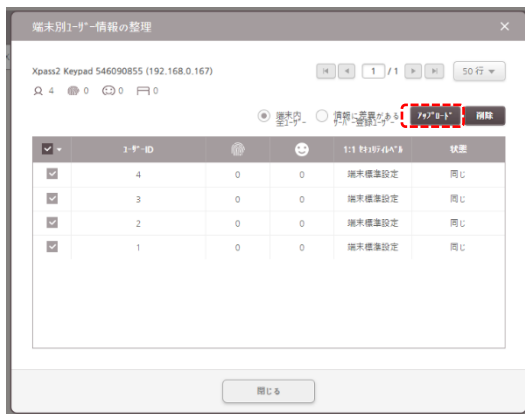 端末別ﾕｰｻﾞｰ情報の整理
Xpass2 Keypad 546090855 (192.168.0.167)
1 / 1 50 行
4 0 0 0
端末内 全ﾕｰｻﾞｰ 情報に差異がある ｻｰﾊﾞｰ登録ﾕｰｻﾞｰ ｱｯﾌﾟﾛｰﾄﾞ 削除
ﾕｰｻﾞｰID 1:1 ｾｷｭﾘﾃｨﾚﾍﾞﾙ 状態
4 0 0 端末標準設定 同じ
3 0 0 端末標準設定 同じ
2 0 0 端末標準設定 同じ
1 0 0 端末標準設定 同じ
閉じる